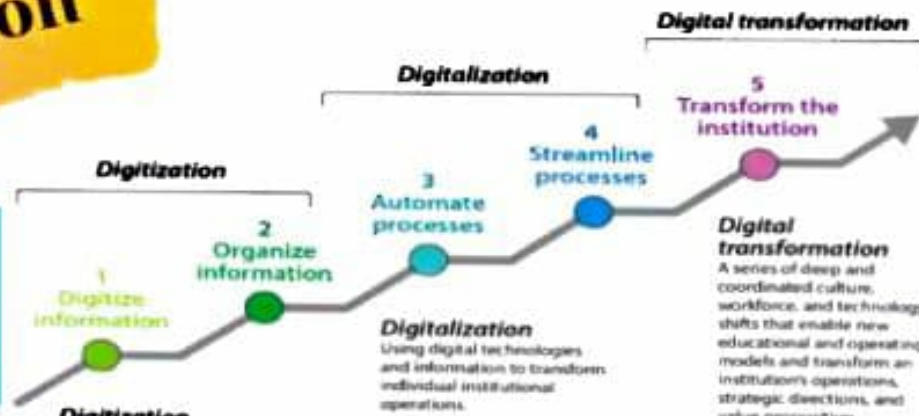 on
Digital transformation
Digitalization
5
Transform the
institution
4
Streamline
processes
Digitization
3
Automate
processes
2
Organize
information
1
Digitize
information
Digital
transformation
A series of deep and
coordinated culture,
workforce, and
shifts that enable new
educational and operating
models and transform an
institution's operations,
strategic directions, and
Digitalization
Using digital technologies
and information to transform
individual institutional
operations.
Digitization